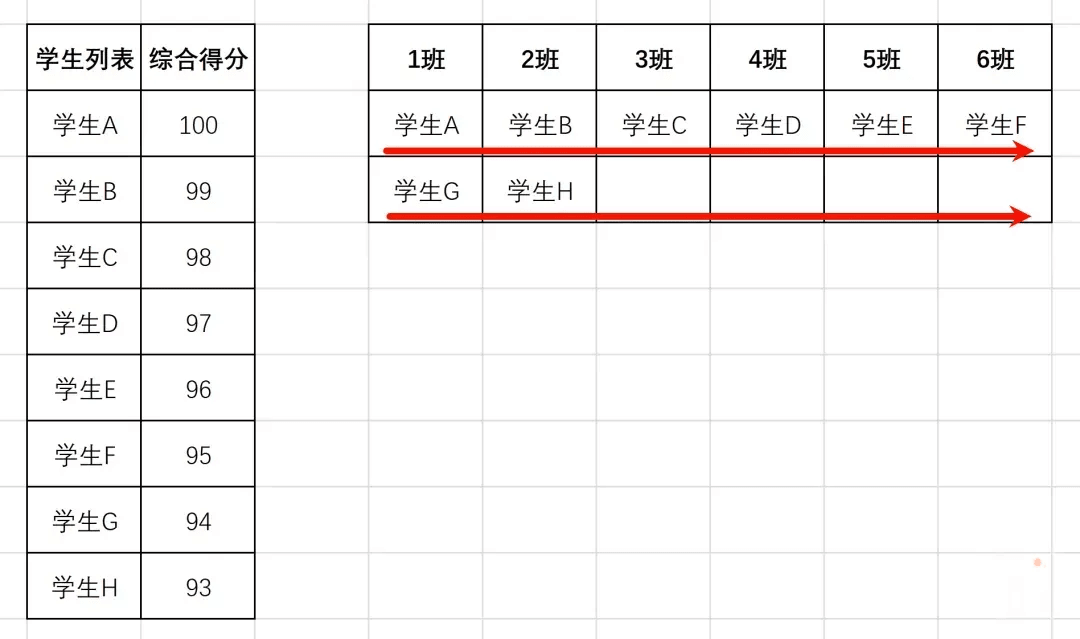 学生列表 综合得分
学生A 100
学生B 99
学生C 98
学生D 97
学生E 96
学生F 95
学生G 94
学生H 93
1班 2班 3班 4班 5班 6班
学生A 学生B 学生C 学生D 学生E 学生F
学生G 学生H